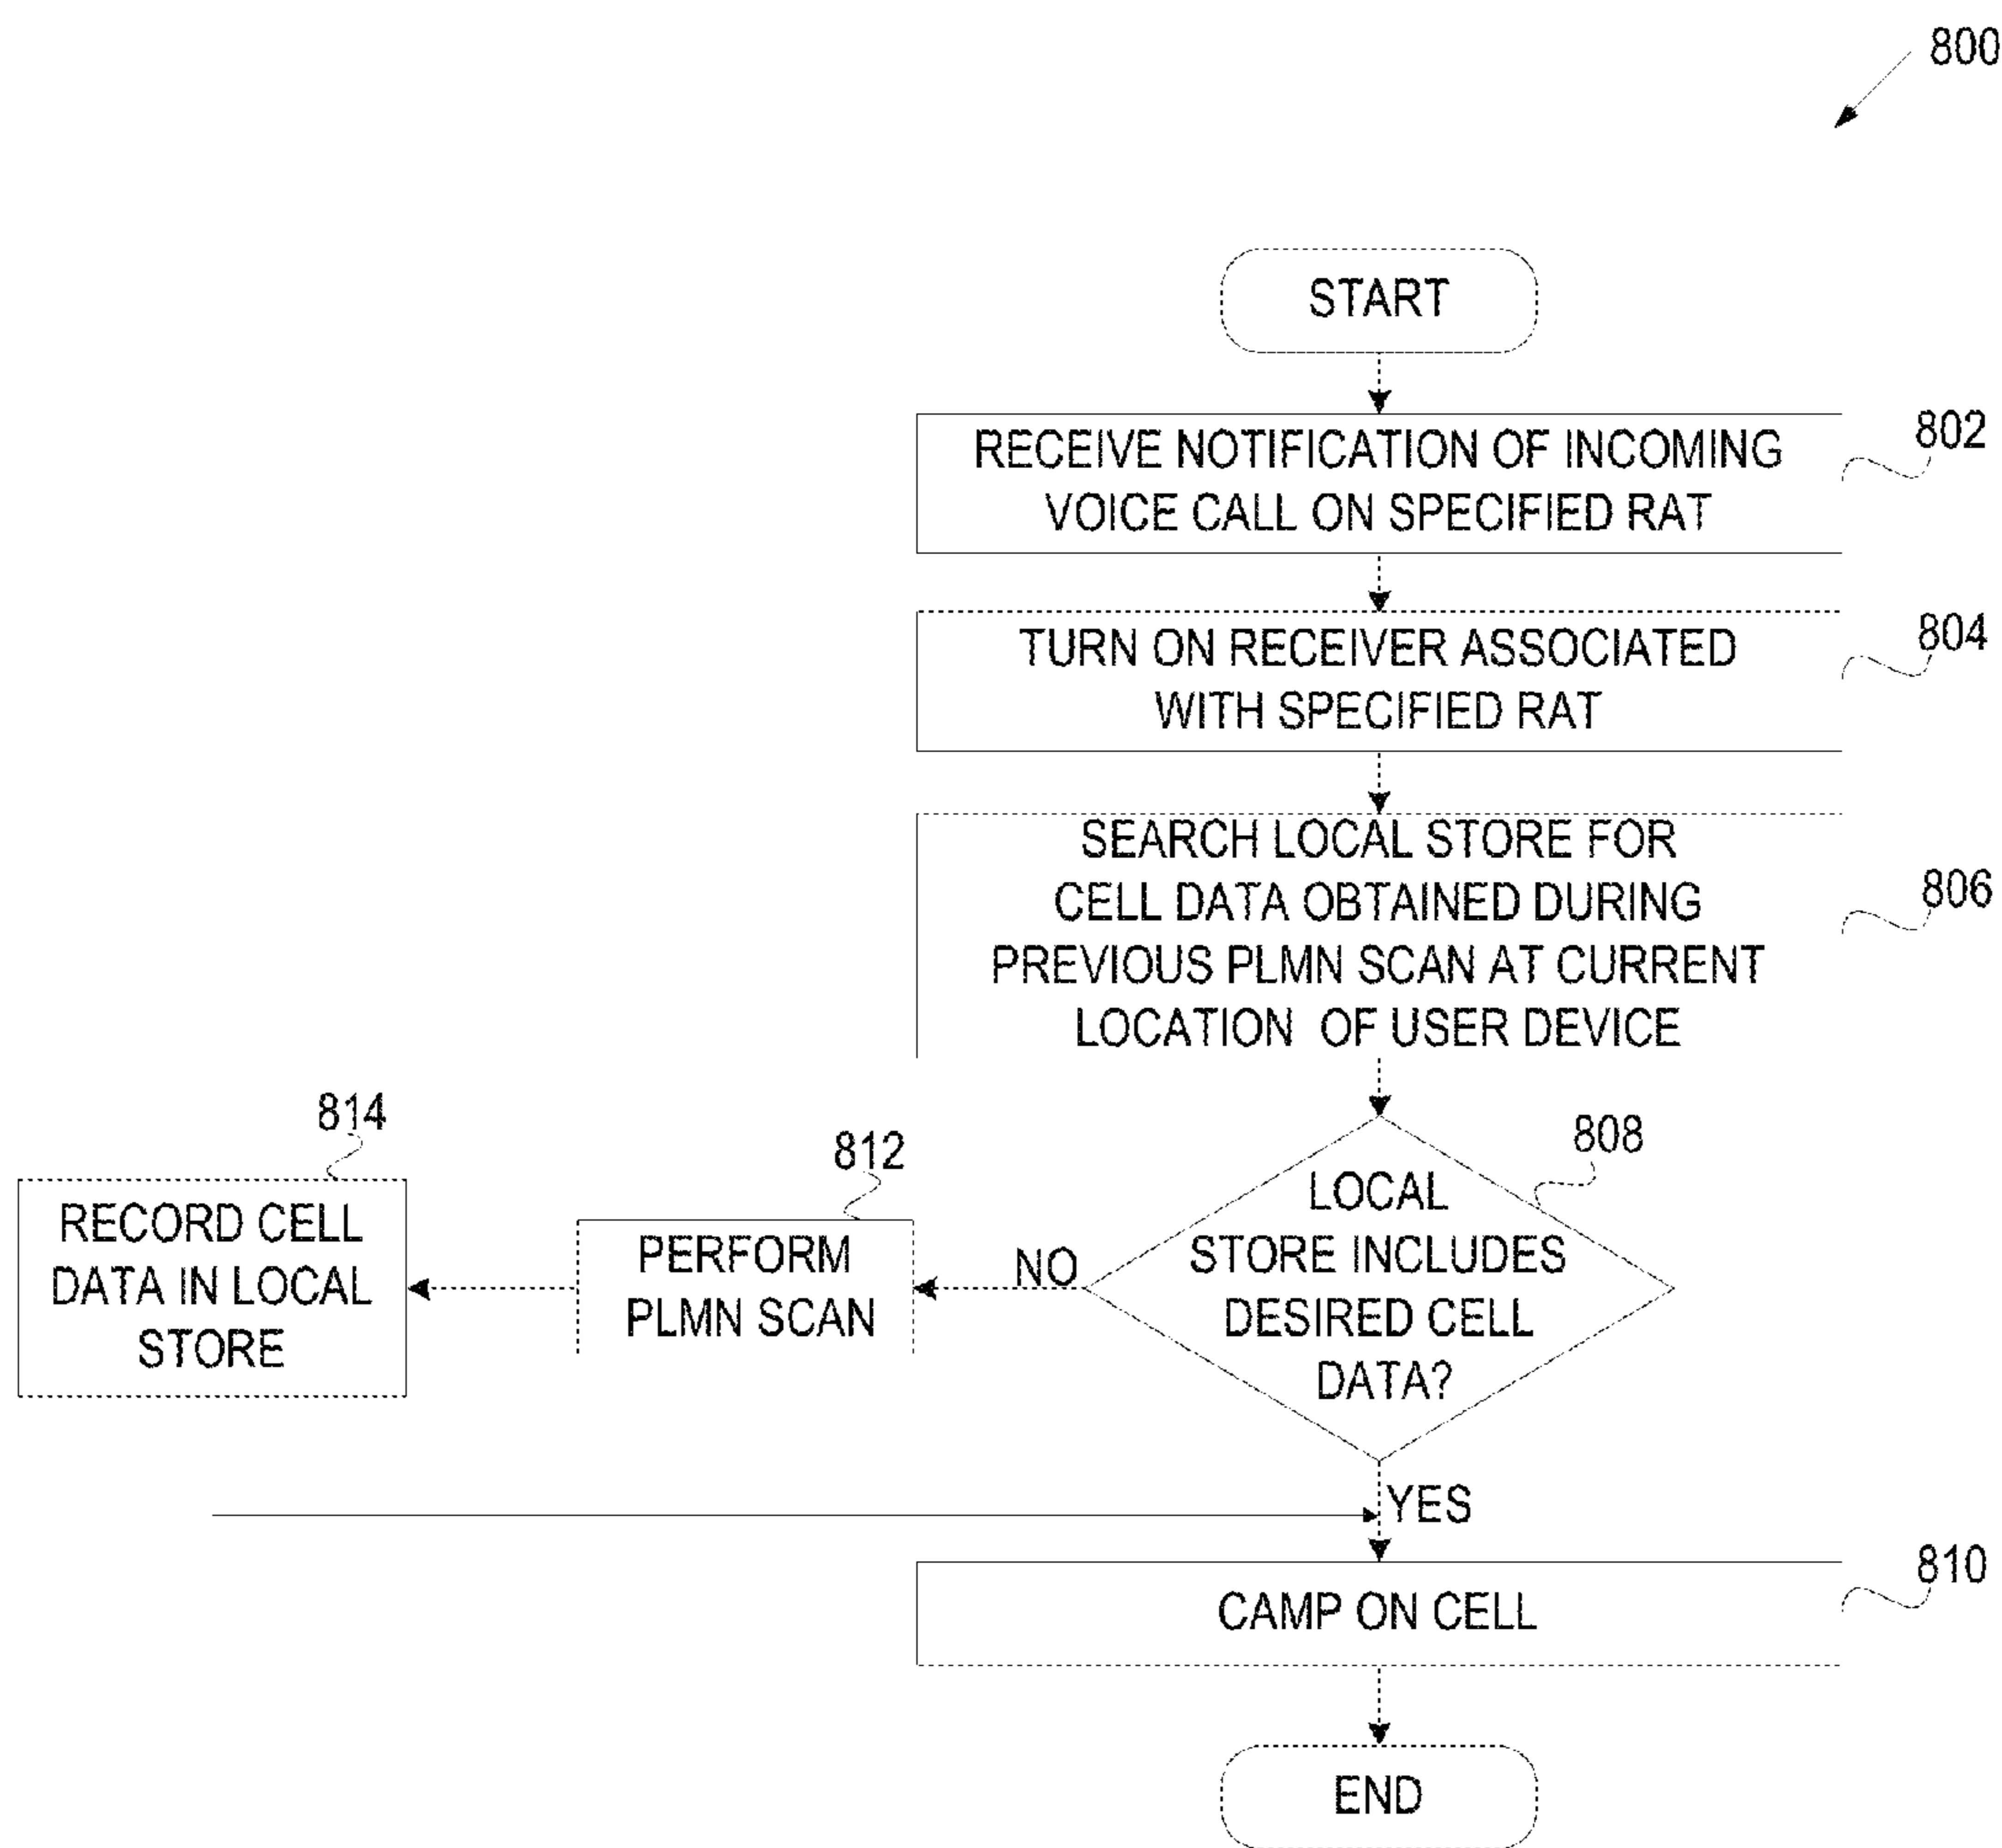 800
START
RECEIVE NOTIFICATION OF INCOMING
VOICE CALL ON SPECIFIED RAT
802
TURN ON RECEIVER ASSOCIATED
WITH SPECIFIED RAT
804
SEARCH LOCAL STORE FOR
CELL DATA OBTAINED DURING
PREVIOUS PLMN SCAN AT CURRENT
LOCATION OF USER DEVICE
806
LOCAL
STORE INCLUDES
DESIRED CELL
DATA?
808
NO
PERFORM
PLMN SCAN
812
RECORD CELL
DATA IN LOCAL
STORE
814
YES
CAMP ON CELL
810
END